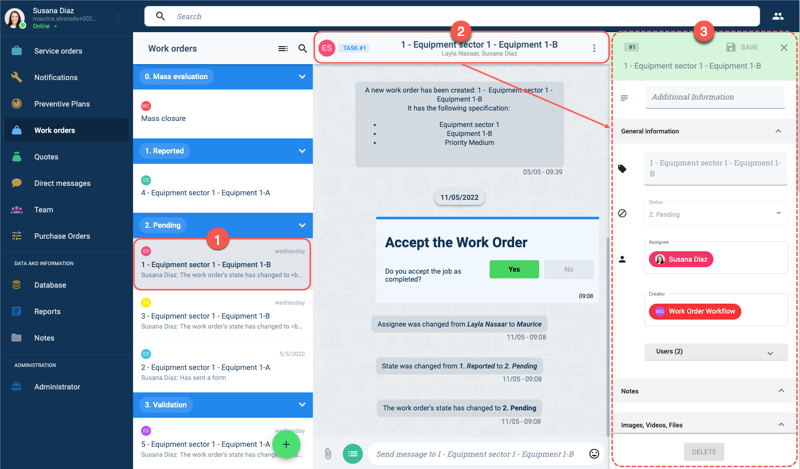 Susana Diaz
maurice.alvarado+002...
Online
Search
Service orders
Notifications
Preventive Plans
Work orders
Quotes
Direct messages
Team
Purchase Orders
DATA AND INFORMATION
Database
Reports
Notes
ADMINISTRATION
Administrator
Work orders
0. Mass evaluation
MC
Mass closure
1. Reported
ES
4 - Equipment sector 1 - Equipment 1-A
2. Pending
1
ES
wednesday
1 - Equipment sector 1 - Equipment 1-B
Susana Diaz: The work order's state has changed to <b...
ES
wednesday
3 - Equipment sector 1 - Equipment 1-B
Susana Diaz: The work order's state has changed to <b...
ES
5/5/2022
2 - Equipment sector 1 - Equipment 1-A
Susana Diaz: Has sent a form
3. Validation
ES
wednesday
5 - Equipment sector 1 - Equipment 1-A
Susana Diaz: The work order's state has changed to <b...
+
2
ES
TASK #1
1 - Equipment sector 1 - Equipment 1-B
Layla Nasaar, Susana Diaz
A new work order has been created: 1 - Equipment sector 1 -
Equipment 1-B
It has the following specification:
• Equipment sector 1
• Equipment 1-B
• Priority Medium
05/05 - 09:39
11/05/2022
Accept the Work Order
Do you accept the job as
completed?
Yes
No
09:08
Assignee was changed from Layla Nasaar to Maurice
11/05 - 09:08
State was changed from 1. Reported to 2. Pending
11/05 - 09:08
The work order's state has changed to 2. Pending
11/05 - 09:08
Send message to 1 - Equipment sector 1 - Equipment 1-B
3
#1
SAVE
1 - Equipment sector 1 - Equipment 1-B
Additional Information
General information
1 - Equipment sector 1 - Equipment 1-
B
Status
2. Pending
Assignee
Susana Diaz
Creator
WO
Work Order Workflow
Users (2)
Notes
Images, Videos, Files
DELETE